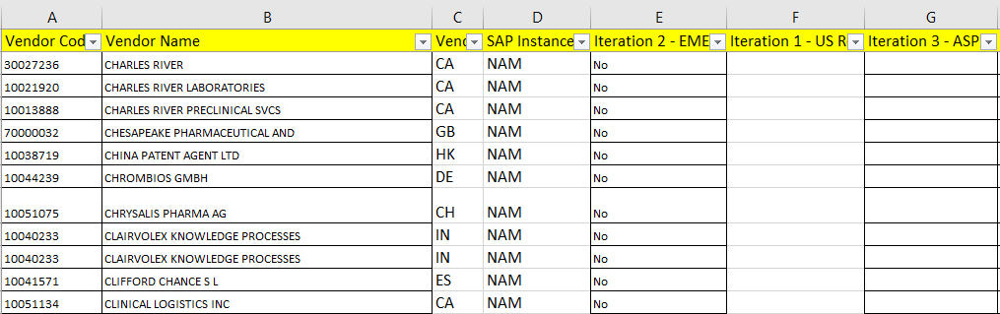 A B C D E F G
Vendor Cod Vendor Name Vend SAP Instance Iteration 2 - EME Iteration 1 - US R Iteration 3 - ASP
30027236 CHARLES RIVER CA NAM No
10021920 CHARLES RIVER LABORATORIES CA NAM No
10013888 CHARLES RIVER PRECLINICAL SVCS CA NAM No
70000032 CHESAPEAKE PHARMACEUTICAL AND GB NAM No
10038719 CHINA PATENT AGENT LTD HK NAM No
10044239 CHROMBIOS GMBH DE NAM No
10051075 CHRYSALIS PHARMA AG CH NAM No
10040233 CLAIRVOLEX KNOWLEDGE PROCESSES IN NAM No
10040233 CLAIRVOLEX KNOWLEDGE PROCESSES IN NAM No
10041571 CLIFFORD CHANCE S L ES NAM No
10051134 CLINICAL LOGISTICS INC CA NAM No